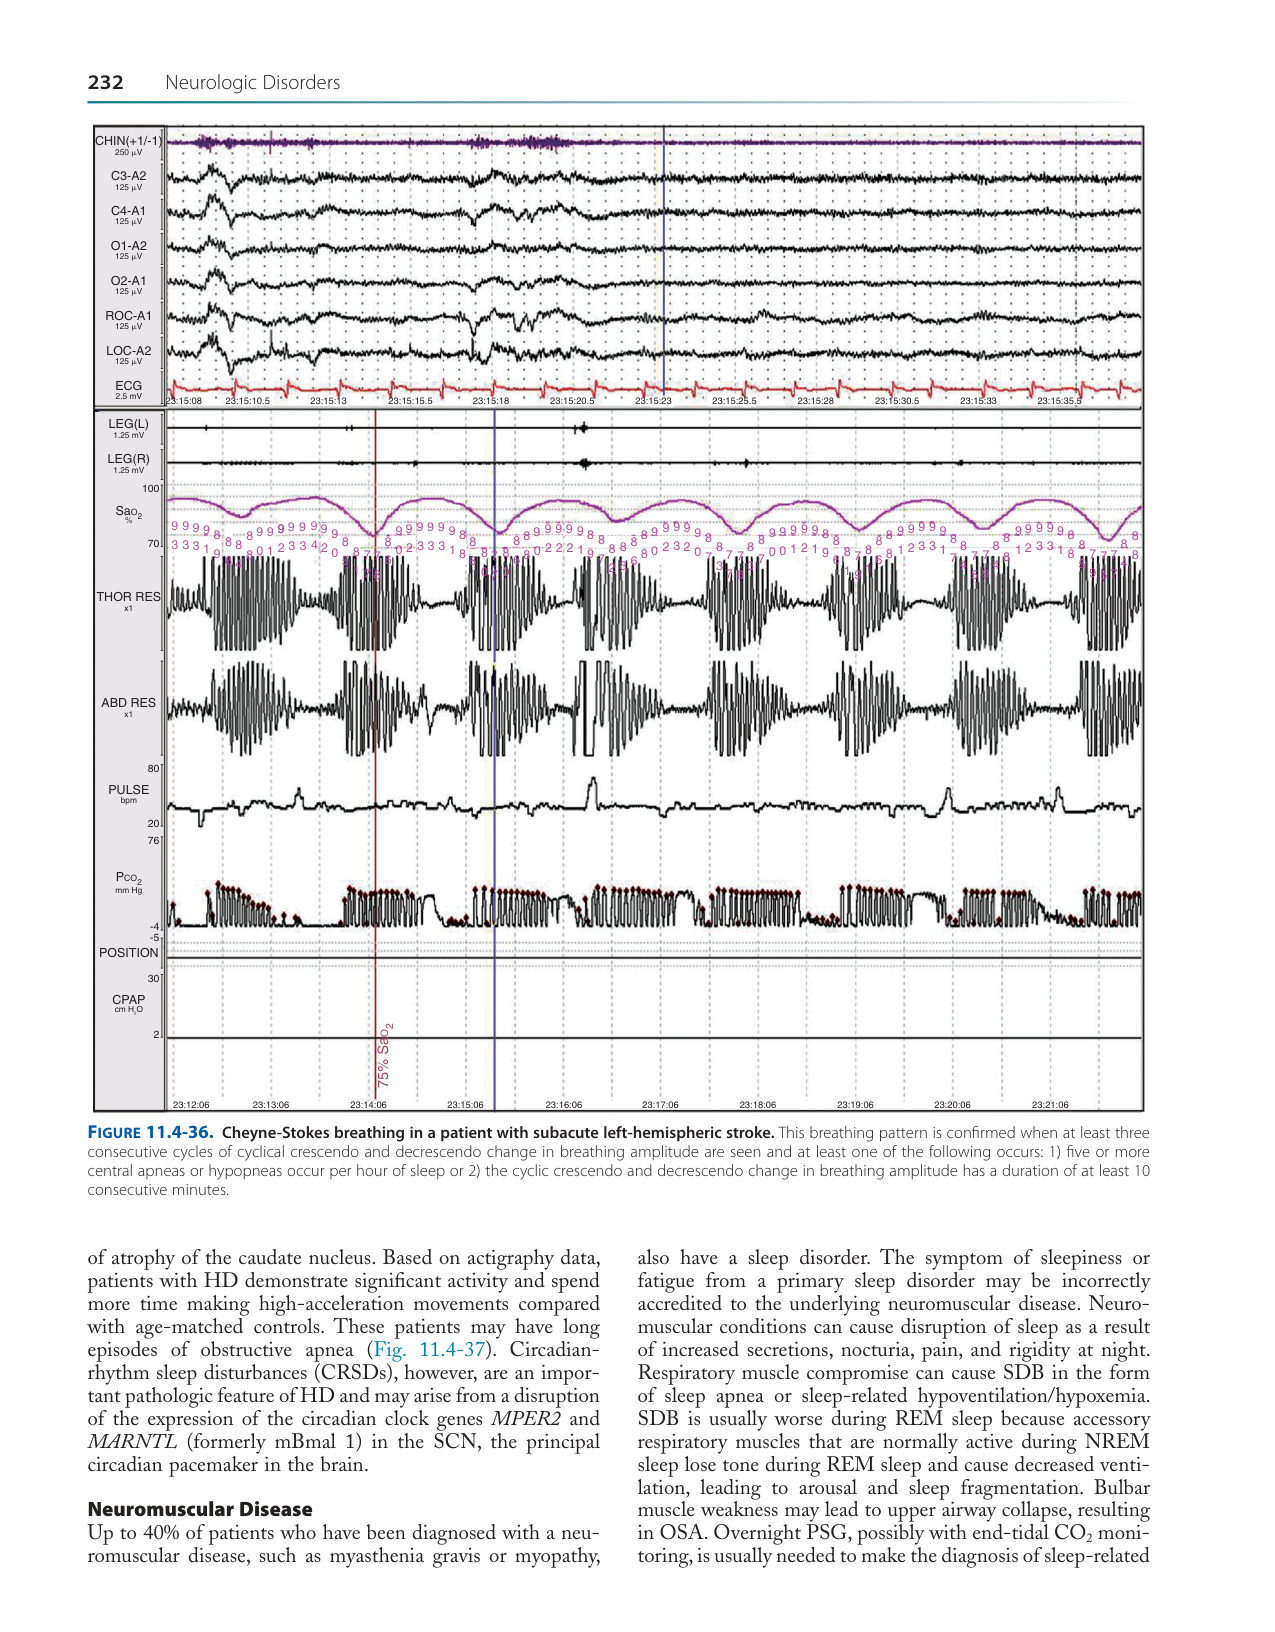 232 Neurologic Disorders
CHIN(+1/-1)
250 µV
C3-A2
125 µV
C4-A1
125 µV
O1-A2
125 µV
O2-A1
125 µV
ROC-A1
125 µV
LOC-A2
125 µV
ECG
2.5 mV
23:15:08 23:15:10.5 23:15:13 23:15:15.5 23:15:18 23:15:20.5 23:15:23 23:15:25.5 23:15:28 23:15:30.5 23:15:33 23:15:35.5
LEG(L)
1.25 mV
LEG(R)
1.25 mV
100
SaO2
%
70
THOR RES
x1
ABD RES
x1
80
PULSE
bpm
20
76
PCO2
mm Hg
-4
-5
POSITION
30
CPAP
cm H2O
2
75% SaO2
23:12:06 23:13:06 23:14:06 23:15:06 23:16:06 23:17:06 23:18:06 23:19:06 23:20:06 23:21:06
FIGURE 11.4-36. Cheyne-Stokes breathing in a patient with subacute left-hemispheric stroke. This breathing pattern is confirmed when at least three
consecutive cycles of cyclical crescendo and decrescendo change in breathing amplitude are seen and at least one of the following occurs: 1) five or more
central apneas or hypopneas occur per hour of sleep or 2) the cyclic crescendo and decrescendo change in breathing amplitude has a duration of at least 10
consecutive minutes.
of atrophy of the caudate nucleus. Based on actigraphy data,
patients with HD demonstrate significant activity and spend
more time making high-acceleration movements compared
with age-matched controls. These patients may have long
episodes of obstructive apnea (Fig. 11.4-37). Circadian-
rhythm sleep disturbances (CRSDs), however, are an impor-
tant pathologic feature of HD and may arise from a disruption
of the expression of the circadian clock genes MPER2 and
MARNTL (formerly mBmal 1) in the SCN, the principal
circadian pacemaker in the brain.
Neuromuscular Disease
Up to 40% of patients who have been diagnosed with a neu-
romuscular disease, such as myasthenia gravis or myopathy,
also have a sleep disorder. The symptom of sleepiness or
fatigue from a primary sleep disorder may be incorrectly
accredited to the underlying neuromuscular disease. Neuro-
muscular conditions can cause disruption of sleep as a result
of increased secretions, nocturia, pain, and rigidity at night.
Respiratory muscle compromise can cause SDB in the form
of sleep apnea or sleep-related hypoventilation/hypoxemia.
SDB is usually worse during REM sleep because accessory
respiratory muscles that are normally active during NREM
sleep lose tone during REM sleep and cause decreased venti-
lation, leading to arousal and sleep fragmentation. Bulbar
muscle weakness may lead to upper airway collapse, resulting
in OSA. Overnight PSG, possibly with end-tidal CO2 moni-
toring, is usually needed to make the diagnosis of sleep-related